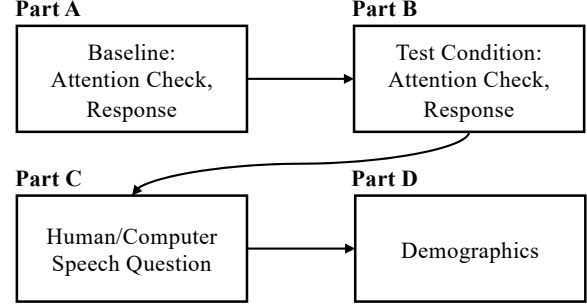 Part A
Baseline:
Attention Check,
Response
Part B
Test Condition:
Attention Check,
Response
Part C
Human/Computer
Speech Question
Part D
Demographics